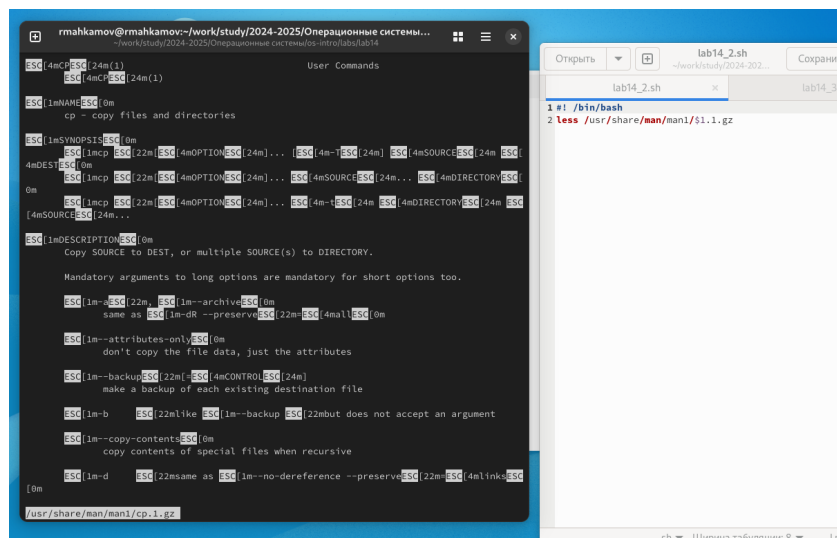 rmahkamov@rmahkamov:~/work/study/2024-2025/Операционные системы...
~/work/study/2024-2025/Операционные системы/os-intro/labs/lab14
ESC[4mCPESC[24m(1) User Commands
ESC[4mCPESC[24m(1)
ESC[1mNAMEESC[0m
cp - copy files and directories
ESC[1mSYNOPSISESC[0m
ESC[1mcp ESC[22m[ESC[4mOPTIONESC[24m]... [ESC[4m-TESC[24m] ESC[4mSOURCEESC[24m ESC[
4mDESTESC[0m
ESC[1mcp ESC[22m[ESC[4mOPTIONESC[24m]... ESC[4mSOURCEESC[24m... ESC[4mDIRECTORYESC[
0m
ESC[1mcp ESC[22m[ESC[4mOPTIONESC[24m]... ESC[4m-tESC[24m ESC[4mDIRECTORYESC[24m ESC
[4mSOURCEESC[24m...
ESC[1mDESCRIPTIONESC[0m
Copy SOURCE to DEST, or multiple SOURCE(s) to DIRECTORY.
Mandatory arguments to long options are mandatory for short options too.
ESC[1m-aESC[22m, ESC[1m--archiveESC[0m
same as ESC[1m-dR --preserveESC[22m=ESC[4mallESC[0m
ESC[1m--attributes-onlyESC[0m
don't copy the file data, just the attributes
ESC[1m--backupESC[22m[=ESC[4mCONTROLESC[24m]
make a backup of each existing destination file
ESC[1m-b ESC[22mlike ESC[1m--backup ESC[22mbut does not accept an argument
ESC[1m--copy-contentsESC[0m
copy contents of special files when recursive
ESC[1m-d ESC[22msame as ESC[1m--no-dereference --preserveESC[22m=ESC[4mlinksESC
[0m
/usr/share/man/man1/cp.1.gz
Открыть
lab14_2.sh
~/work/study/2024-202...
Сохрани
lab14_2.sh
lab14_3
1 #! /bin/bash
2 less /usr/share/man/man1/$1.1.gz